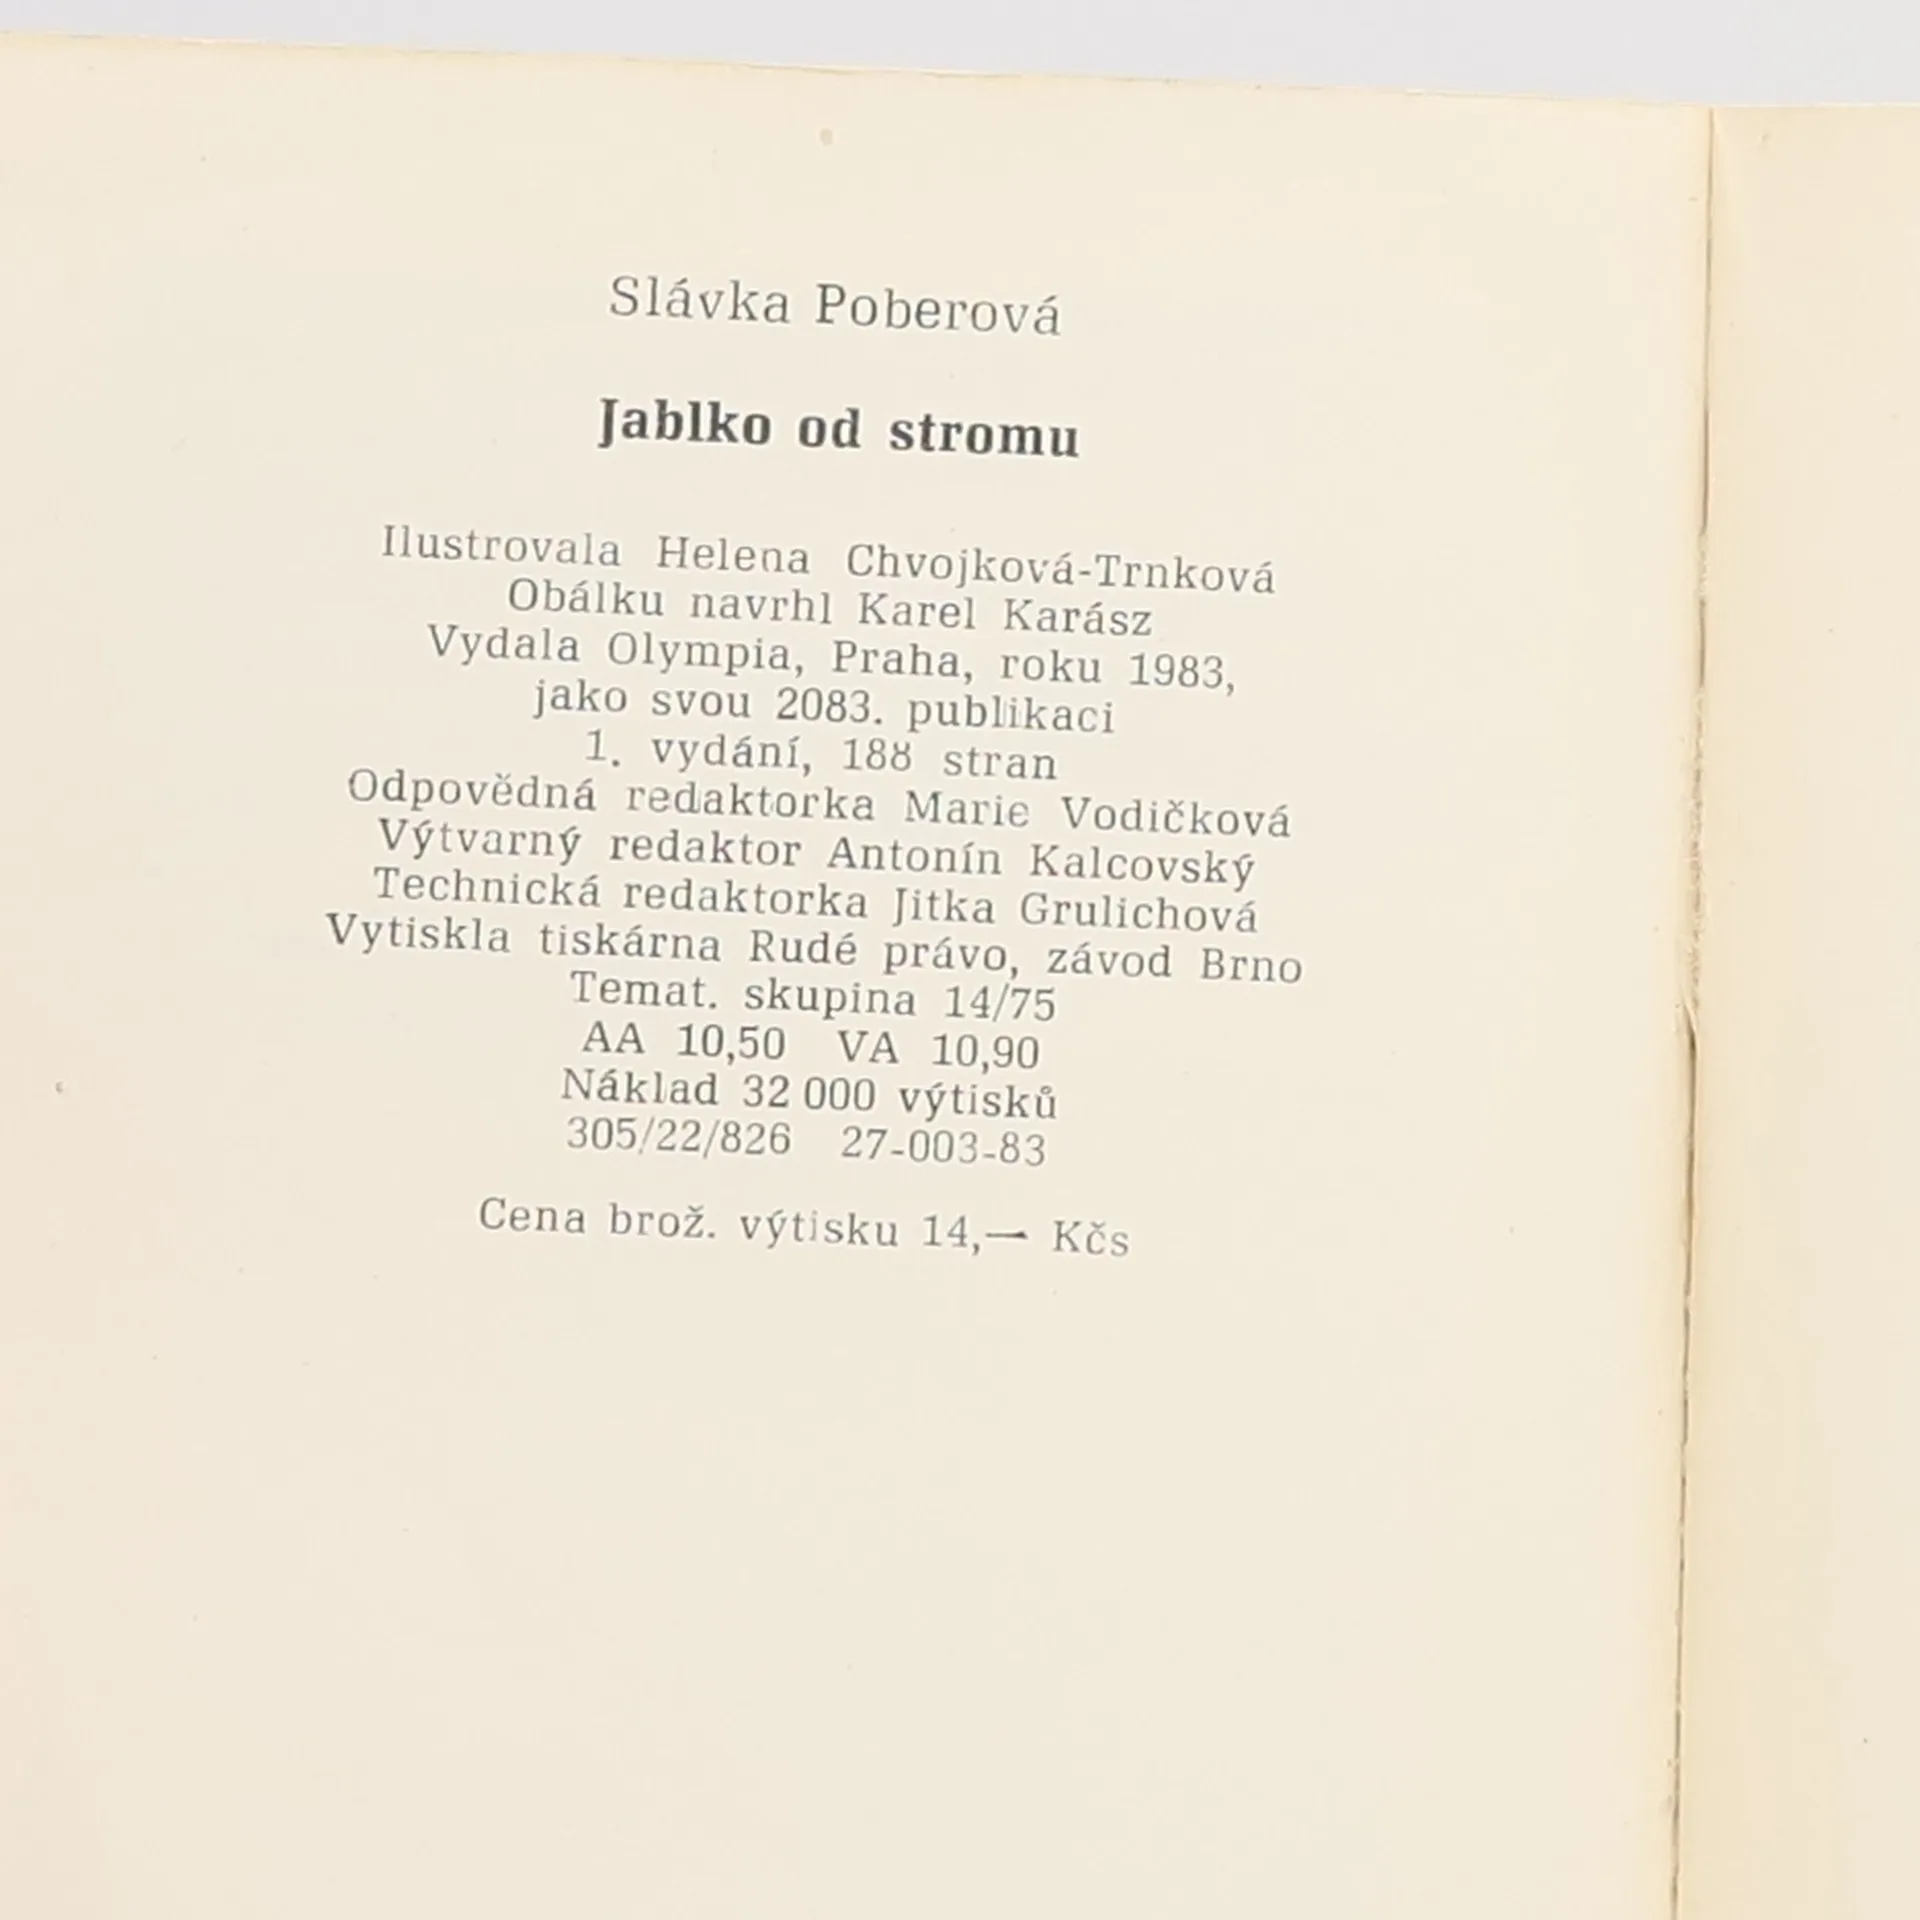 Slávka Poberová
Jablko od stromu
Ilustrovala Helena Chvojková-Trnková
Obálku navrhl Karel Karász
Vydala Olympia, Praha, roku 1983,
jako svou 2083. publikaci
1. vydání, 188 stran
Odpovědná redaktorka Marie Vodičková
Výtvarný redaktor Antonín Kalcovský
Technická redaktorka Jitka Grulichová
Vytiskla tiskárna Rudé právo, závod Brno
Temat. skupina 14/75
AA 10,50 VA 10,90
Náklad 32 000 výtisků
305/22/826 27-003-83
Cena brož. výtisku 14,— Kčs